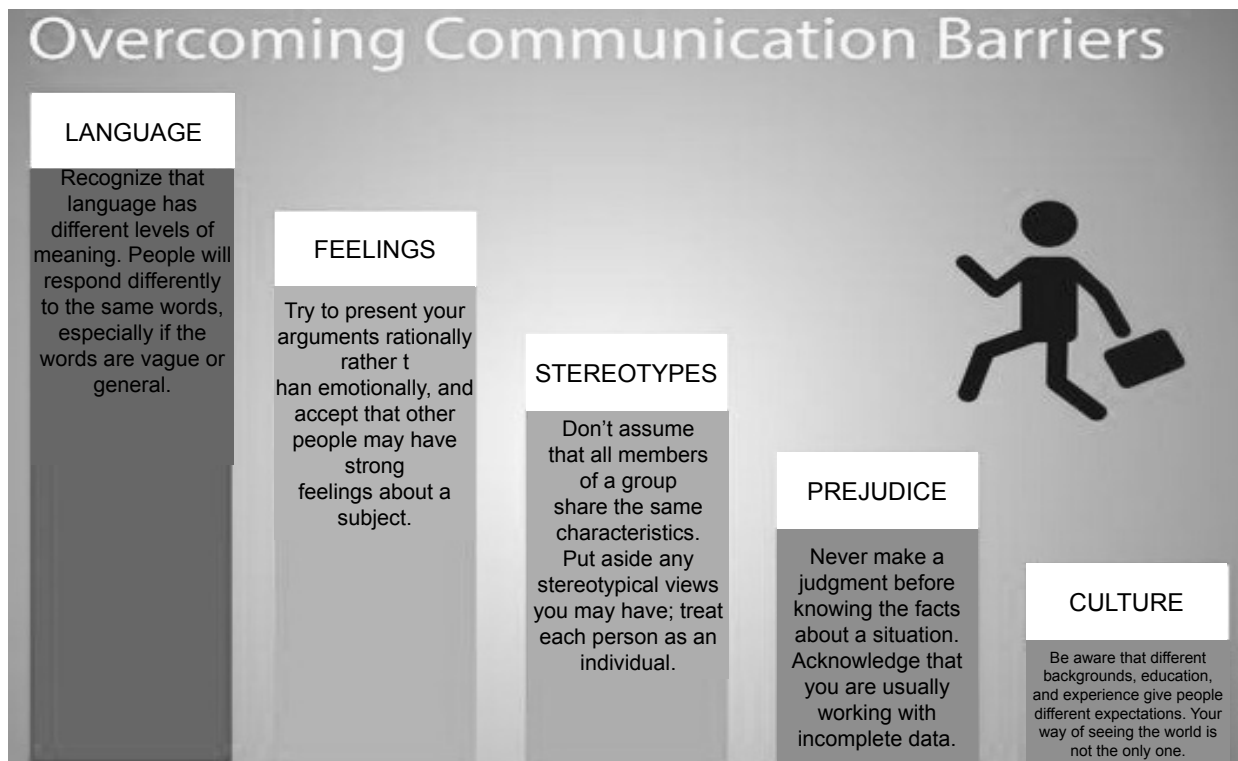 Overcoming Communication Barriers
LANGUAGE
Recognize that
language has
different levels of
meaning. People will
respond differently
to the same words,
especially if the
words are vague or
general.
FEELINGS
Try to present your
arguments rationally
rather t
han emotionally, and
accept that other
people may have
strong
feelings about a
subject.
STEREOTYPES
Don’t assume
that all members
of a group
share the same
characteristics.
Put aside any
stereotypical views
you may have; treat
each person as an
individual.
PREJUDICE
Never make a
judgment before
knowing the facts
about a situation.
Acknowledge that
you are usually
working with
incomplete data.
CULTURE
Be aware that different
backgrounds, education,
and experience give people
different expectations. Your
way of seeing the world is
not the only one.